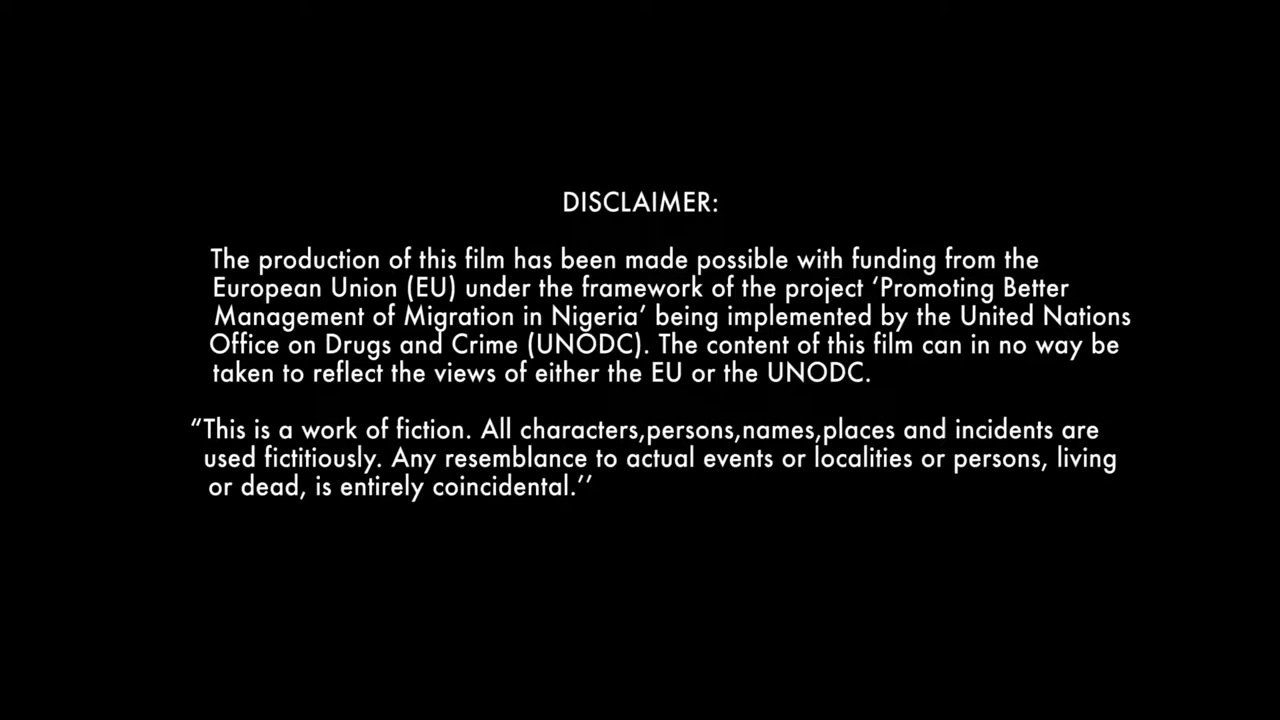 DISCLAIMER:
The production of this film has been made possible with funding from the
European Union (EU) under the framework of the project ‘Promoting Better
Management of Migration in Nigeria’ being implemented by the United Nations
Office on Drugs and Crime (UNODC). The content of this film can in no way be
taken to reflect the views of either the EU or the UNODC.
“This is a work of fiction. All characters,persons,names,places and incidents are
used fictitiously. Any resemblance to actual events or localities or persons, living
or dead, is entirely coincidental.’’